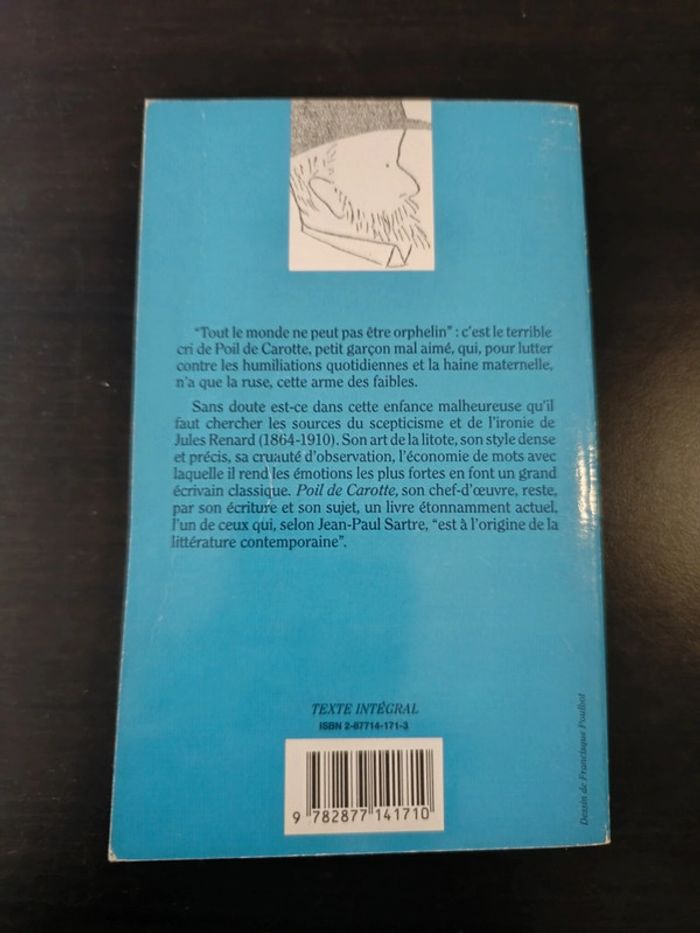 "Tout le monde ne peut pas être orphelin" : c'est le terrible
cri de Poil de Carotte, petit garçon mal aimé, qui, pour lutter
contre les humiliations quotidiennes et la haine maternelle,
n'a que la ruse, cette arme des faibles.
Sans doute est-ce dans cette enfance malheureuse qu'il
faut chercher les sources du scepticisme et de l'ironie de
Jules Renard (1864-1910). Son art de la litote, son style dense
et précis, sa cruauté d'observation, l'économie de mots avec
laquelle il rend les émotions les plus fortes en font un grand
écrivain classique. Poil de Carotte, son chef-d'œuvre, reste,
par son écriture et son sujet, un livre étonnamment actuel,
l'un de ceux qui, selon Jean-Paul Sartre, "est à l'origine de la
littérature contemporaine".
TEXTE INTÉGRAL
ISBN 2-87714-171-3
9 782877 141710
Dessin de Francisque Poulbot